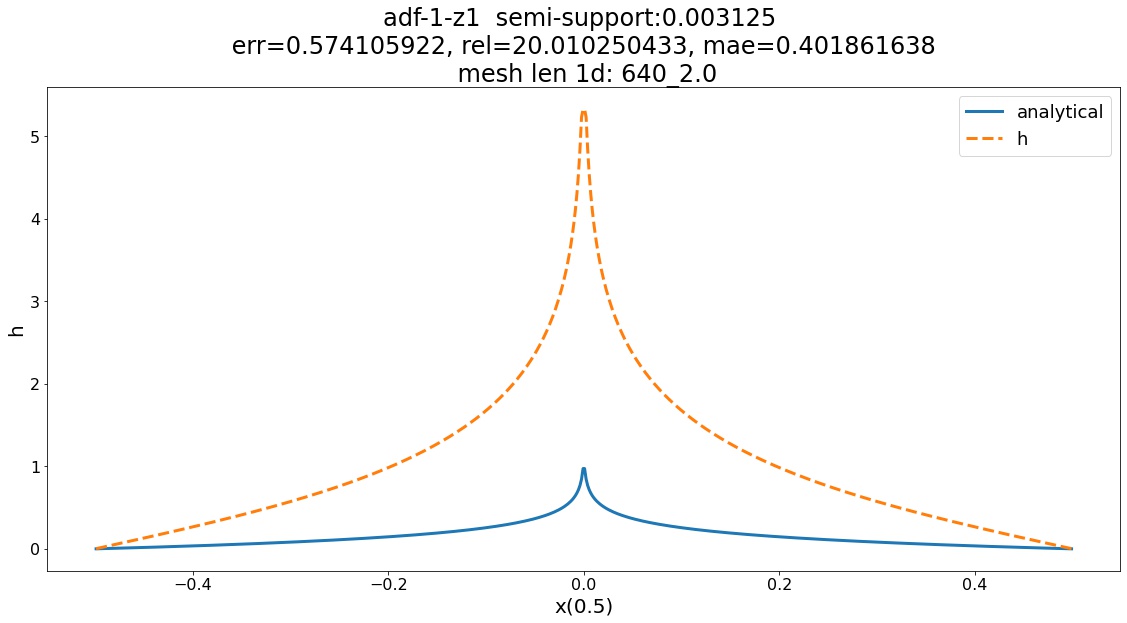 adf-1-z1  semi-support:0.003125
err=0.574105922, rel=20.010250433, mae=0.401861638
mesh len 1d: 640_2.0
analytical
h
5
4
3
2
1
0
h
−0.4
−0.2
0.0
0.2
0.4
x(0.5)